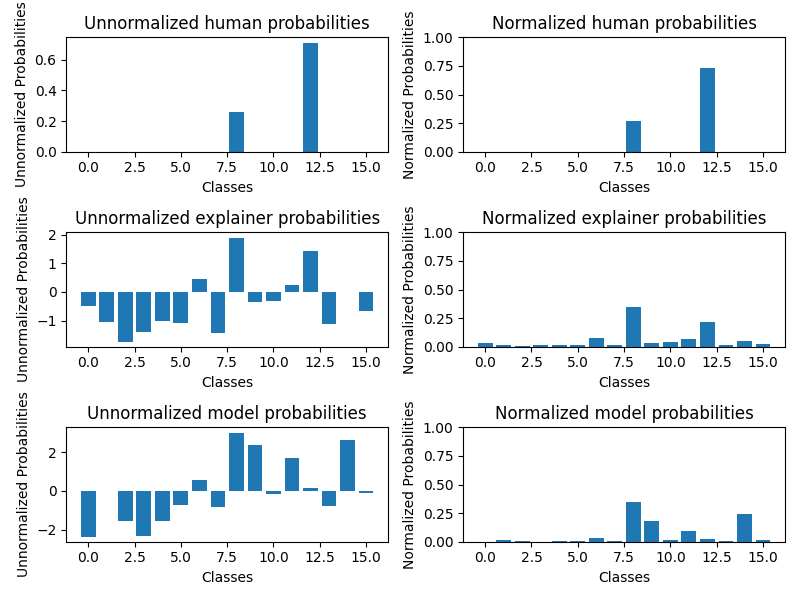 Unnormalized human probabilities
Unnormalized Probabilities
0.6
0.4
0.2
0.0
0.0 2.5 5.0 7.5 10.0 12.5 15.0
Classes
Normalized human probabilities
Normalized Probabilities
1.00
0.75
0.50
0.25
0.00
0.0 2.5 5.0 7.5 10.0 12.5 15.0
Classes
Unnormalized explainer probabilities
Unnormalized Probabilities
2
1
0
−1
0.0 2.5 5.0 7.5 10.0 12.5 15.0
Classes
Normalized explainer probabilities
Normalized Probabilities
1.00
0.75
0.50
0.25
0.00
0.0 2.5 5.0 7.5 10.0 12.5 15.0
Classes
Unnormalized model probabilities
Unnormalized Probabilities
2
0
−2
0.0 2.5 5.0 7.5 10.0 12.5 15.0
Classes
Normalized model probabilities
Normalized Probabilities
1.00
0.75
0.50
0.25
0.00
0.0 2.5 5.0 7.5 10.0 12.5 15.0
Classes